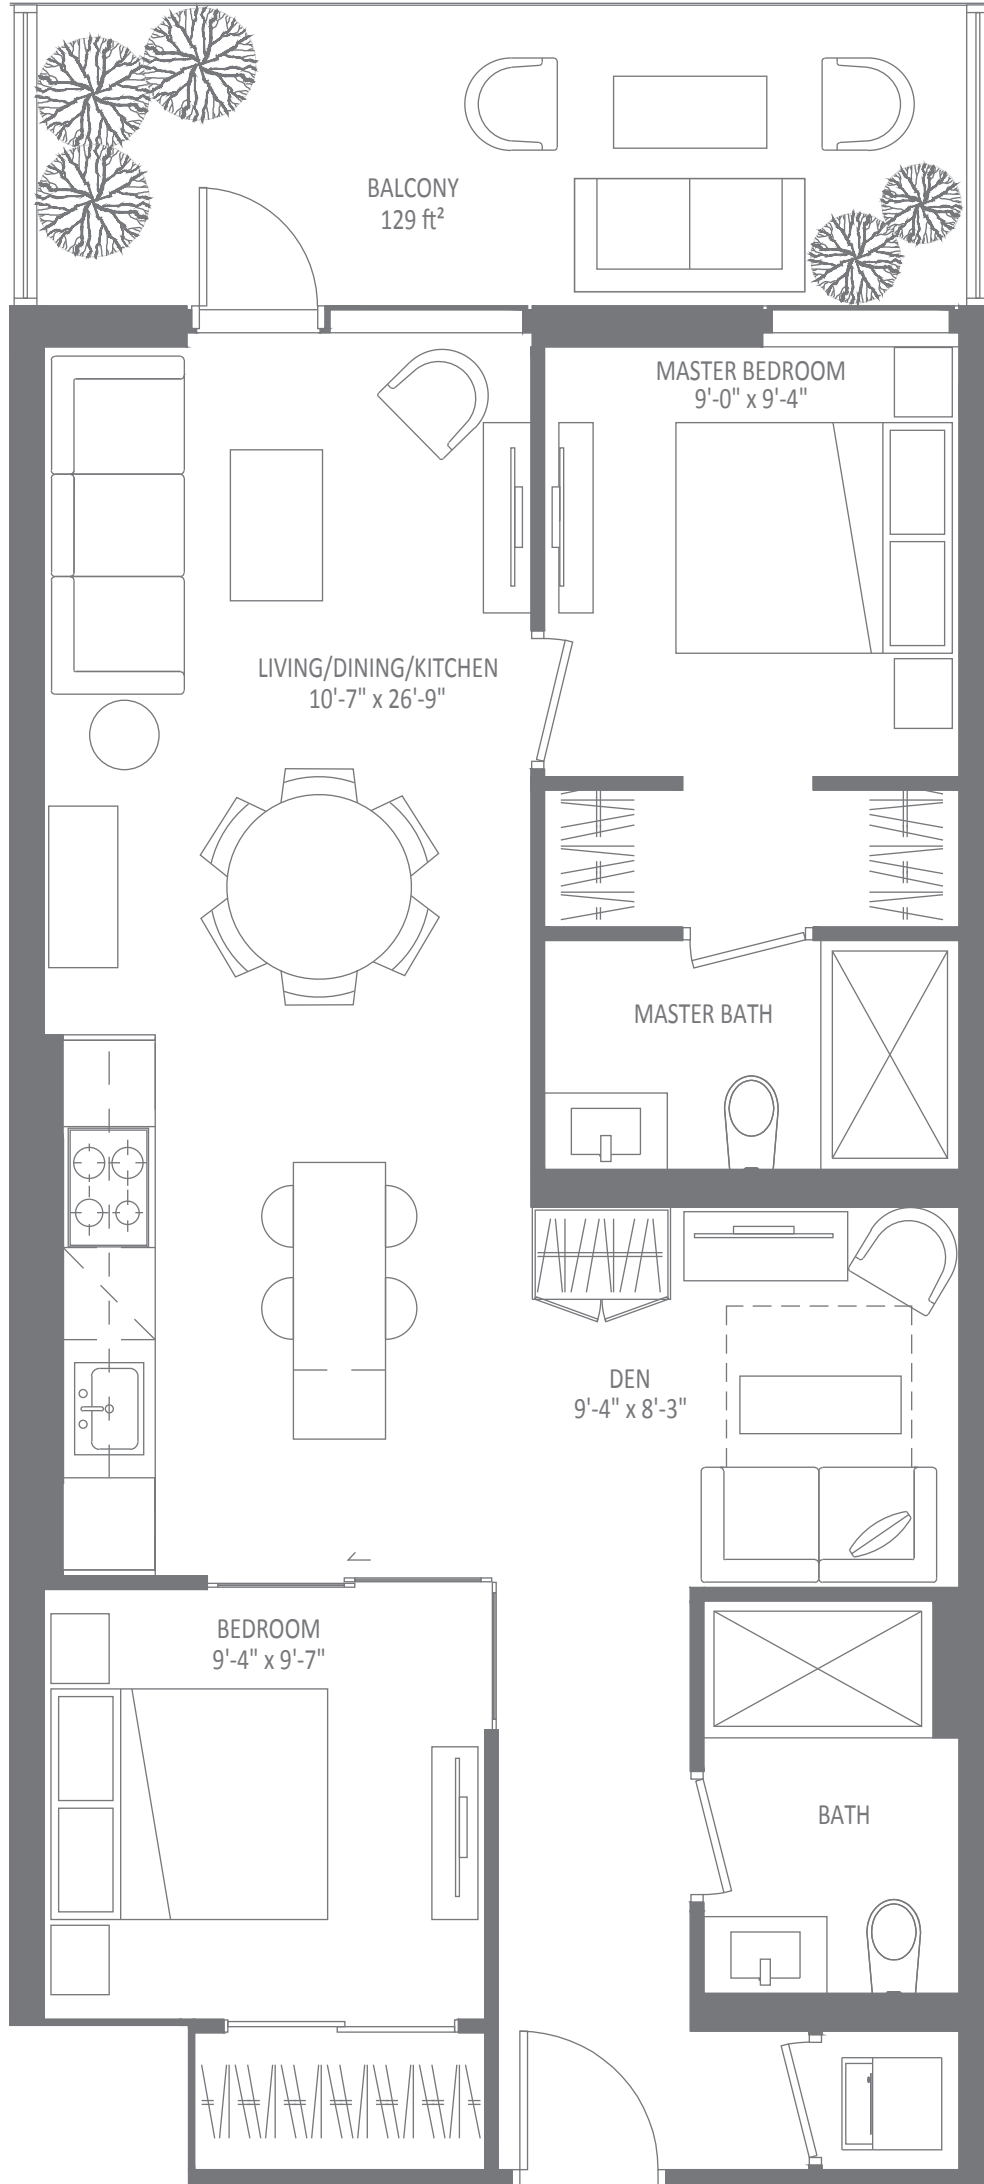 BALCONY
129 ft²
MASTER BEDROOM
9'-0" x 9'-4"
LIVING/DINING/KITCHEN
10'-7" x 26'-9"
MASTER BATH
DEN
9'-4" x 8'-3"
BEDROOM
9'-4" x 9'-7"
BATH